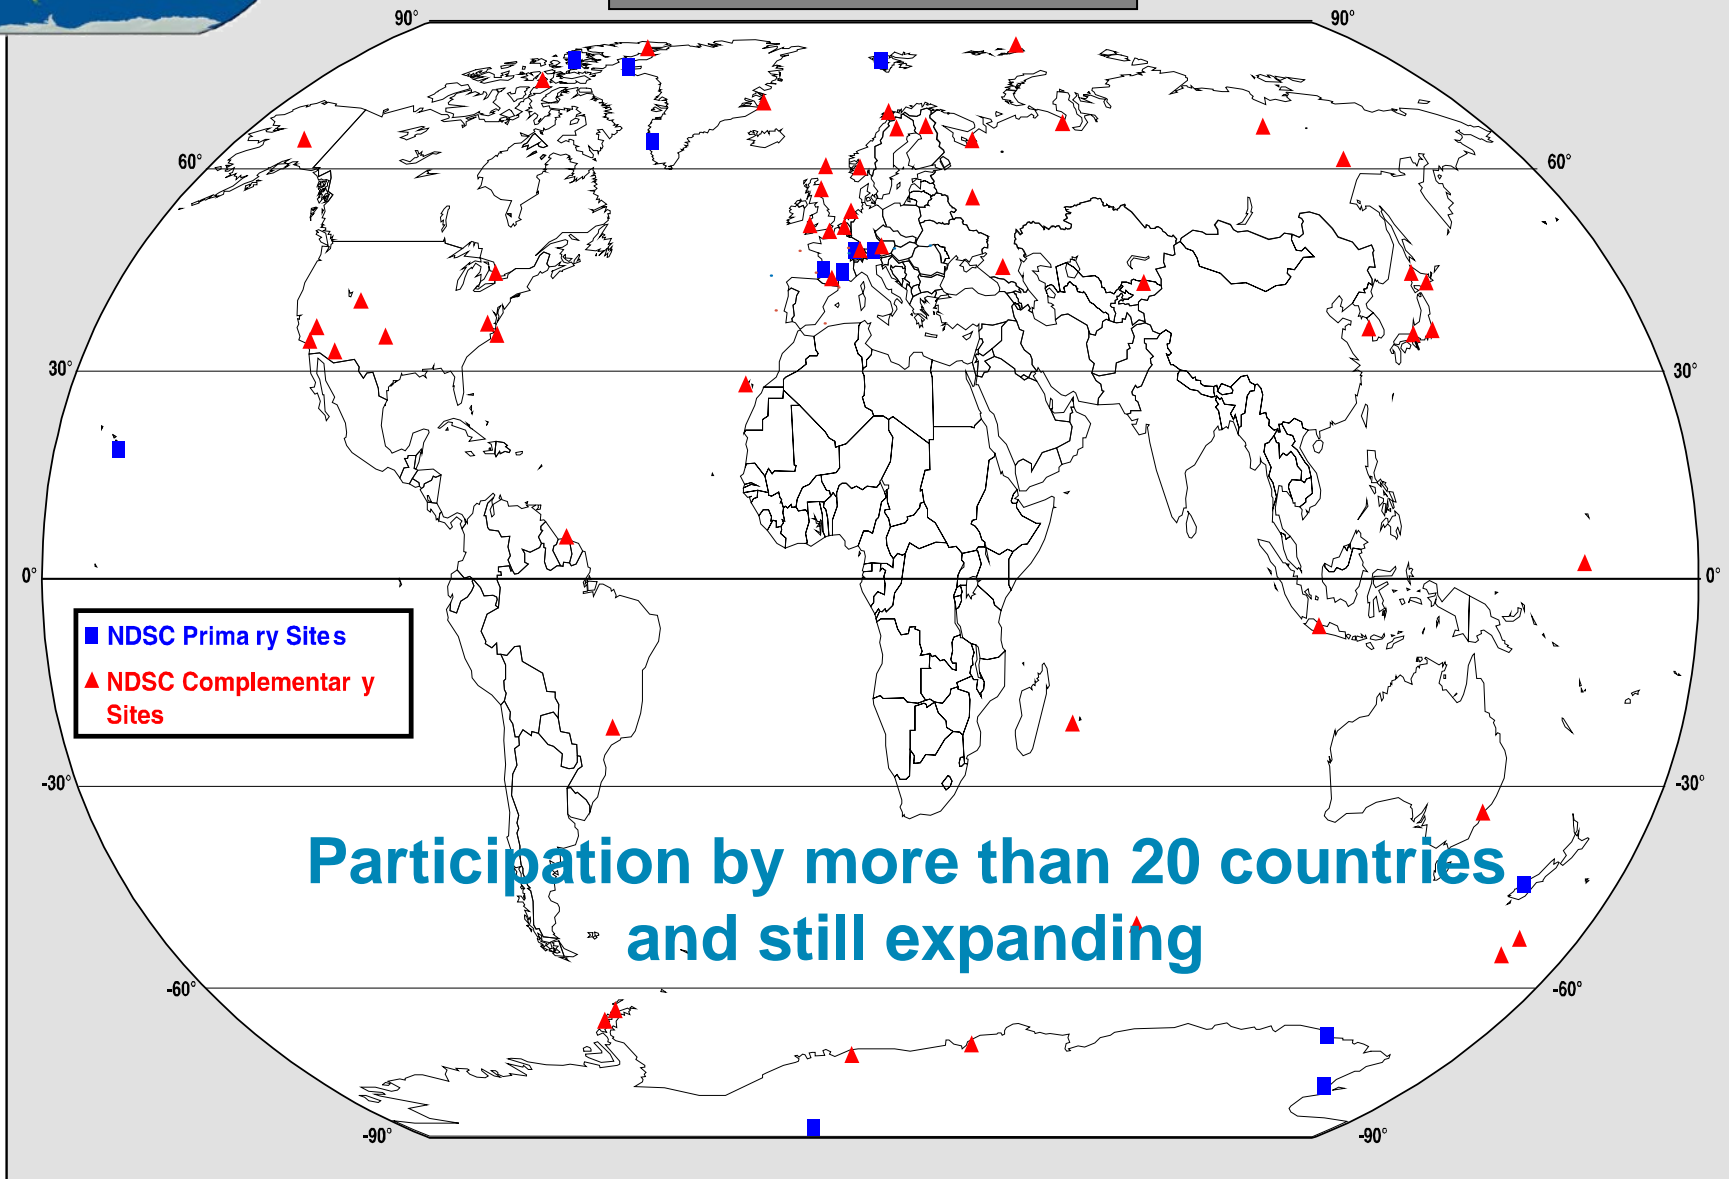 90°
90°
60°
60°
30°
30°
0°
0°
NDSC Prima ry Sites
NDSC Complementar y
Sites
-30°
-30°
Participation by more than 20 countries
and still expanding
-60°
-60°
-90°
-90°